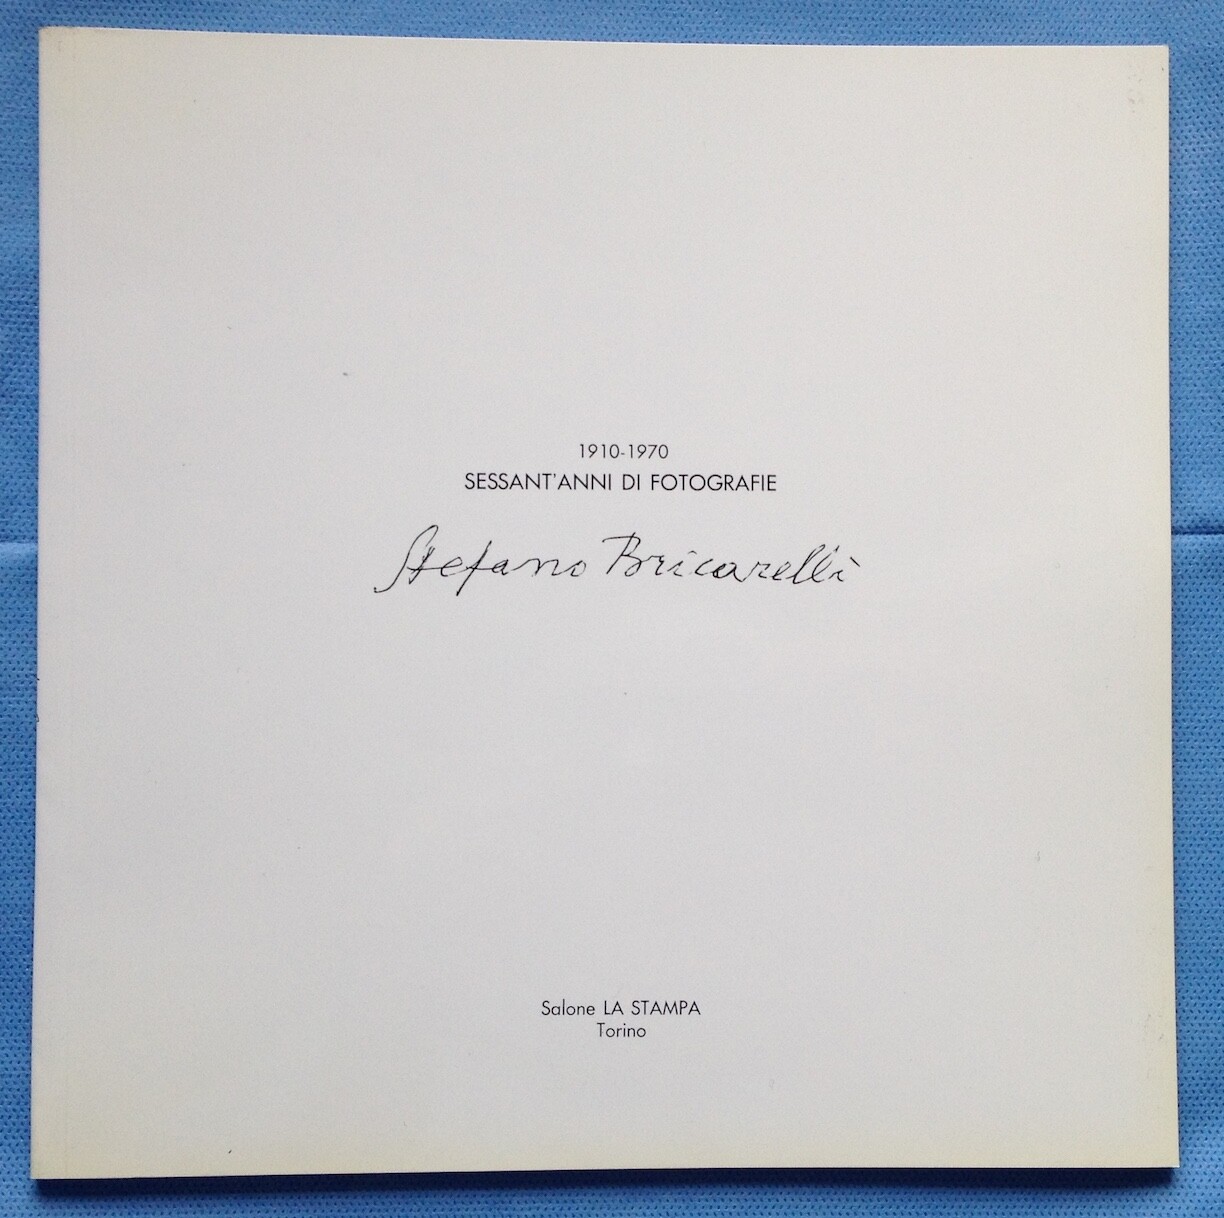 1910-1970
SESSANT'ANNI DI FOTOGRAFIE
Stefano Bricarelli
Salone LA STAMPA
Torino